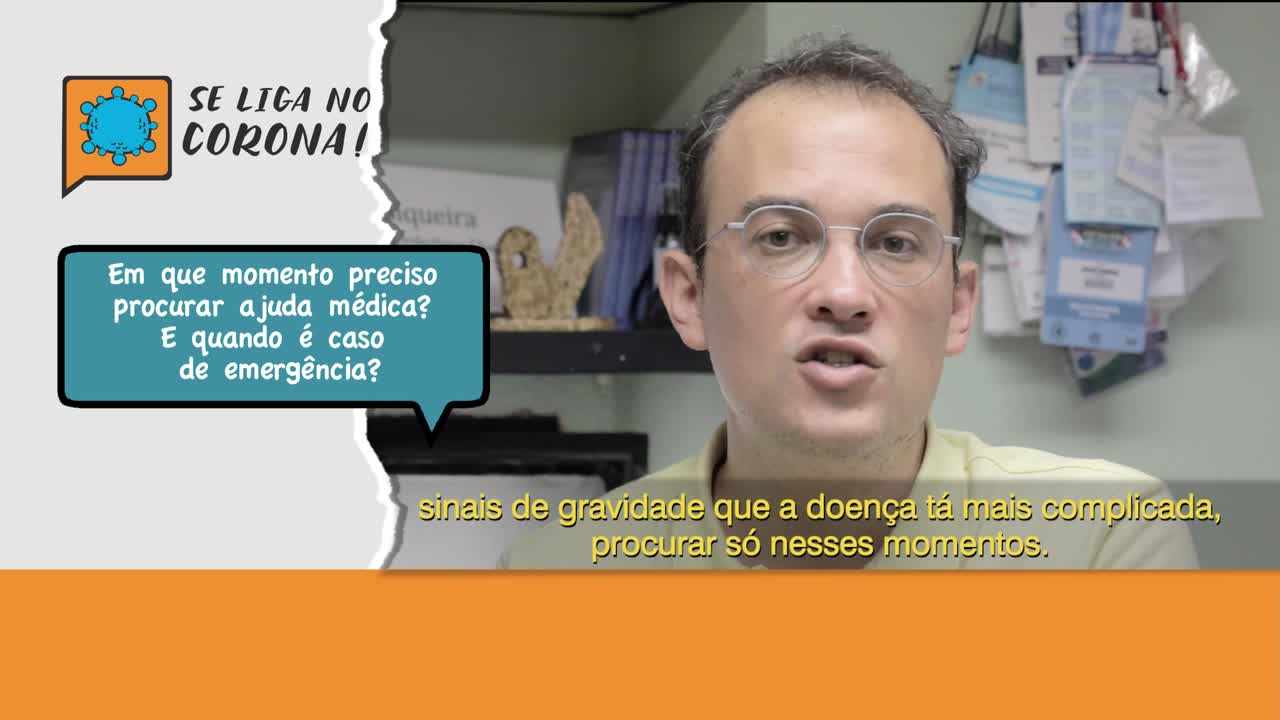 SE LIGA NO
CORONA!
Em que momento preciso
procurar ajuda médica?
E quando é caso
de emergência?
queira
sinais de gravidade que a doença tá mais complicada,
procurar só nesses momentos.